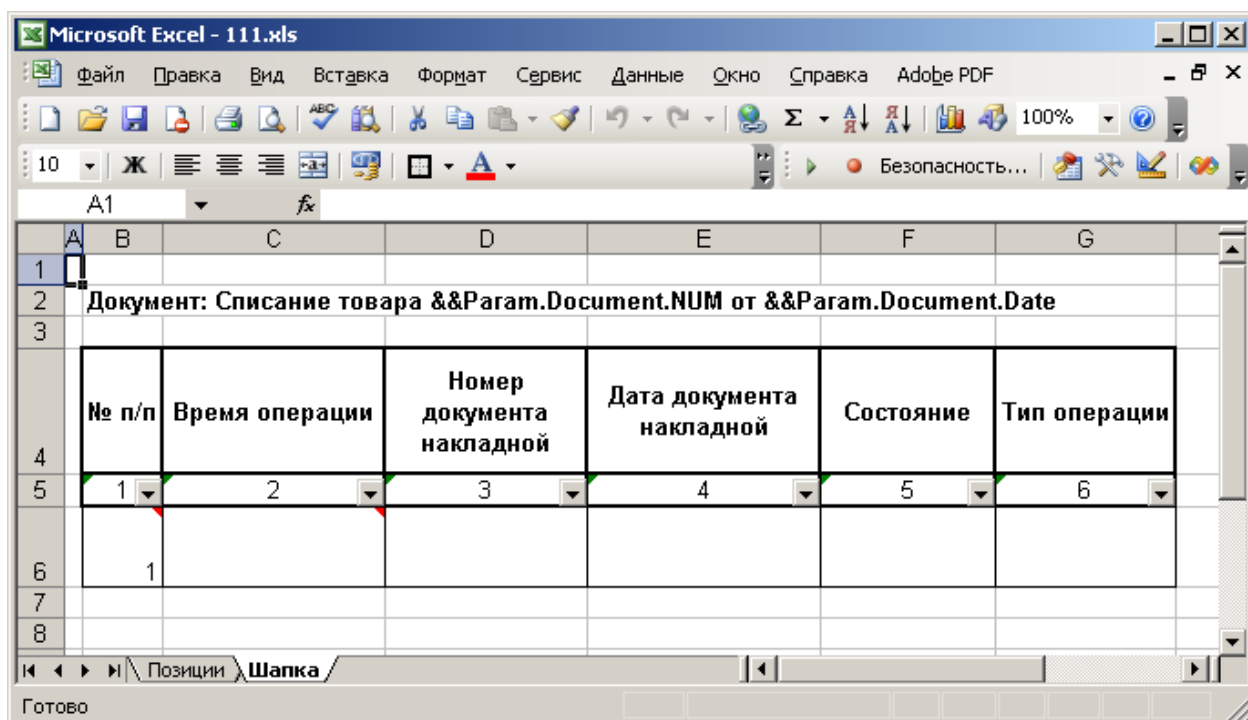 Microsoft Excel - 111.xls
Файл Правка Вид Вставка Формат Сервис Данные Окно Справка Adobe PDF
ABC Σ А Я Я А 100%
10 Ж A Безопасность...
A1 fx
A B C D E F G
1
2 Документ: Списание товара &&Param.Document.NUM от &&Param.Document.Date
3
4 № п/п Время операции Номер документа накладной Дата документа накладной Состояние Тип операции
5 1 2 3 4 5 6
6 1
7
8
Позиции Шапка
Готово